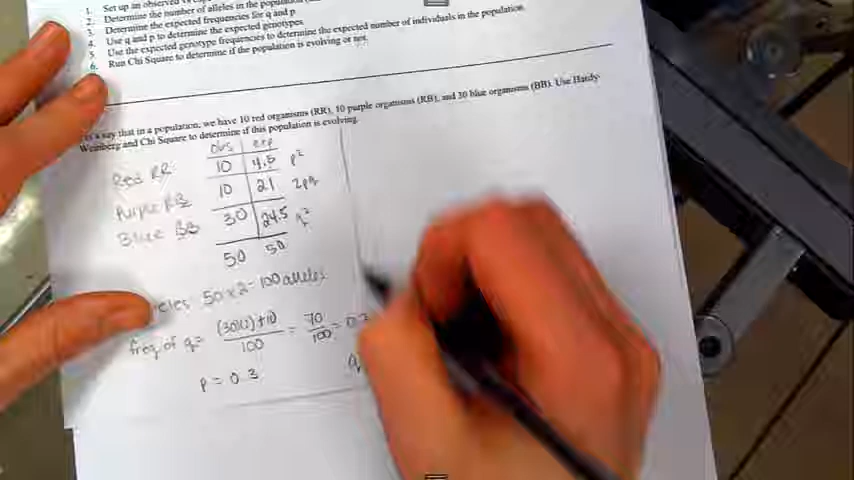 1. Set up an observed vs
2. Determine the number of alleles in the population
3. Determine the expected frequencies for q and p
4. Use q and p to determine the expected genotypes
5. Use the expected genotype frequencies to determine the expected number of individuals in the population.
6. Run Chi Square to determine if the population is evolving or not.
s say that in a population, we have 10 red organisms (RR), 10 purple organisms (RB), and 30 blue organisms (BB). Use Hardy-
Weinberg and Chi Square to determine if this population is evolving.
obs exp
Red RR 10 4.5 p²
Purple RB 10 21 2pq
Blue BB 30 24.5 q²
50 50
leles 50 x 2 = 100 alleles
freq. of q = (30(2)+10 / 100 = 70/100 = 0.7
p = 0.3